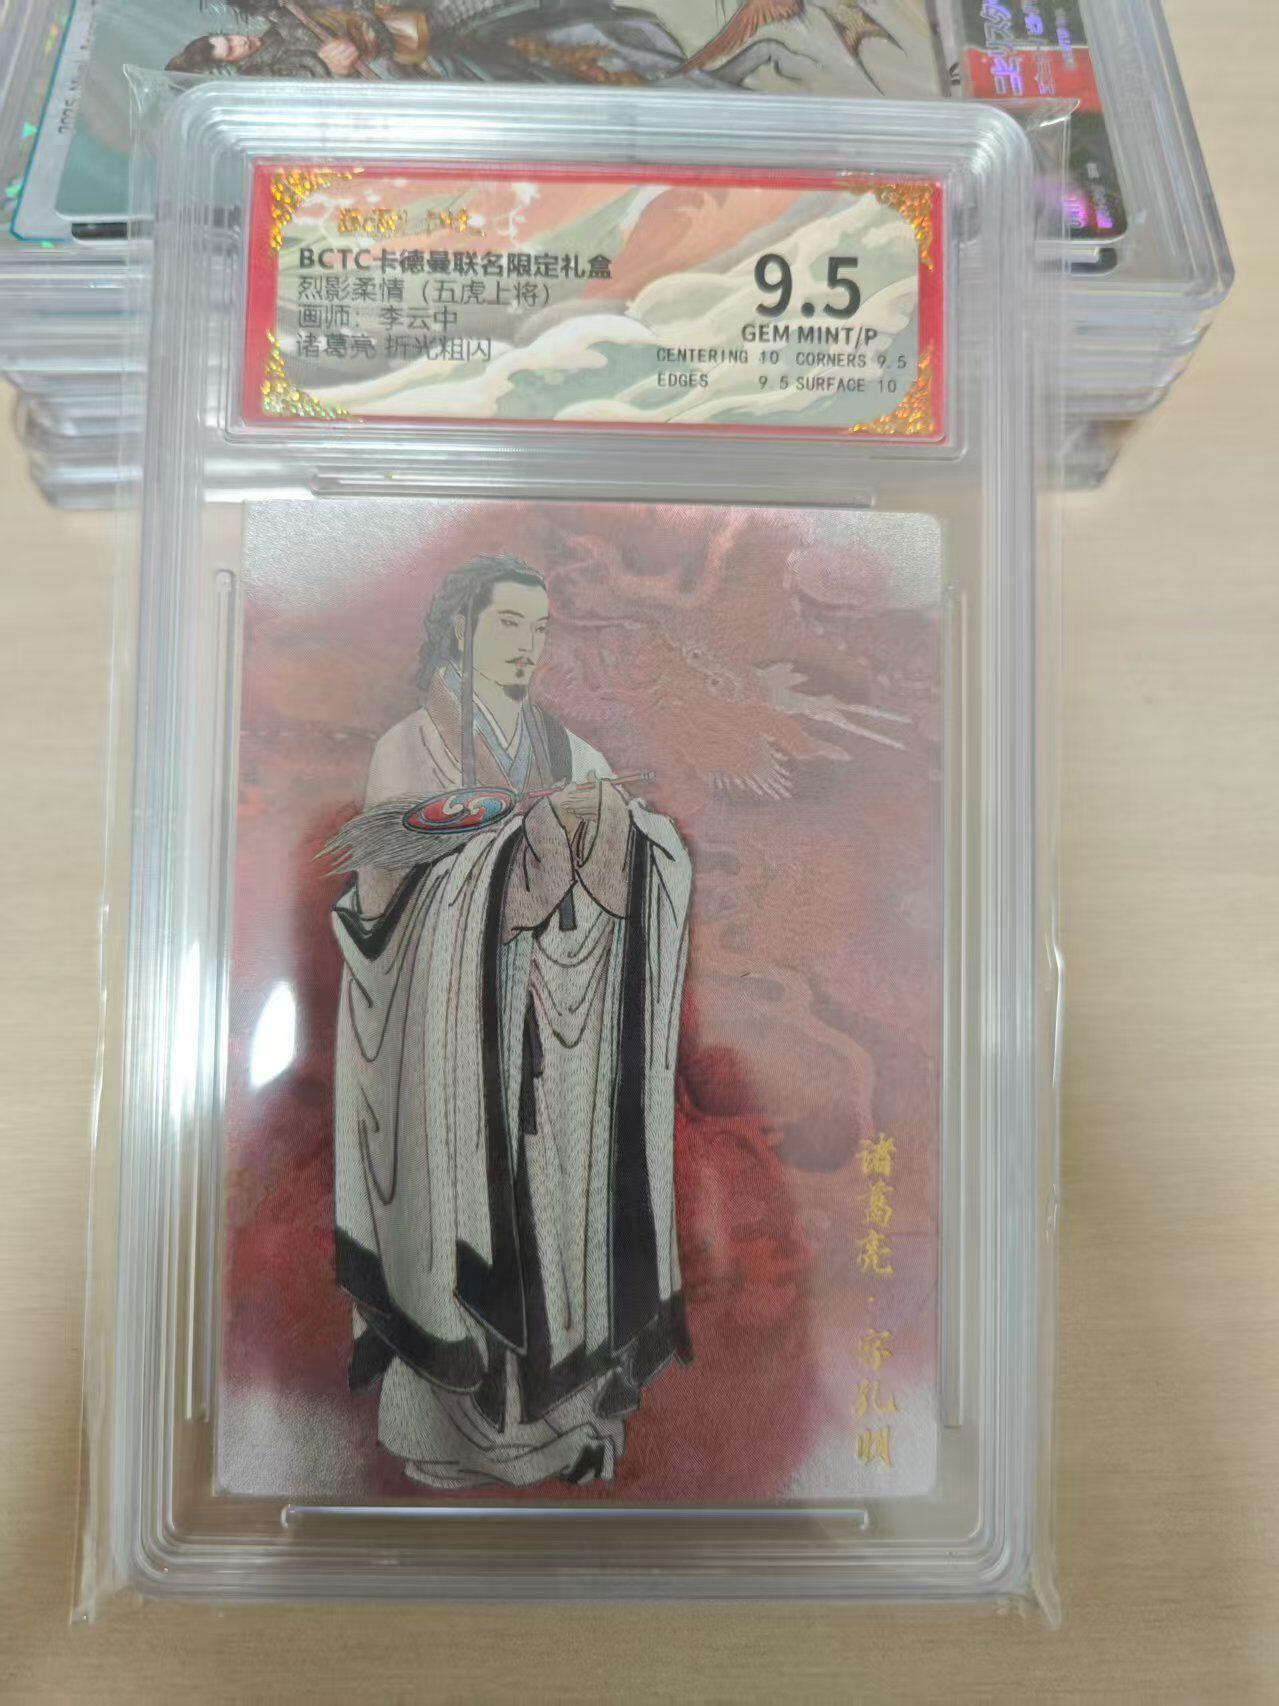 BCTC卡德曼联名限定礼盒
烈影柔情（五虎上将）
画师：李云中
诸葛亮 折光粗闪
9.5
GEM MINT/P
CENTERING 10 CORNERS 9.5
EDGES 9.5 SURFACE 10
诸葛亮·字孔明